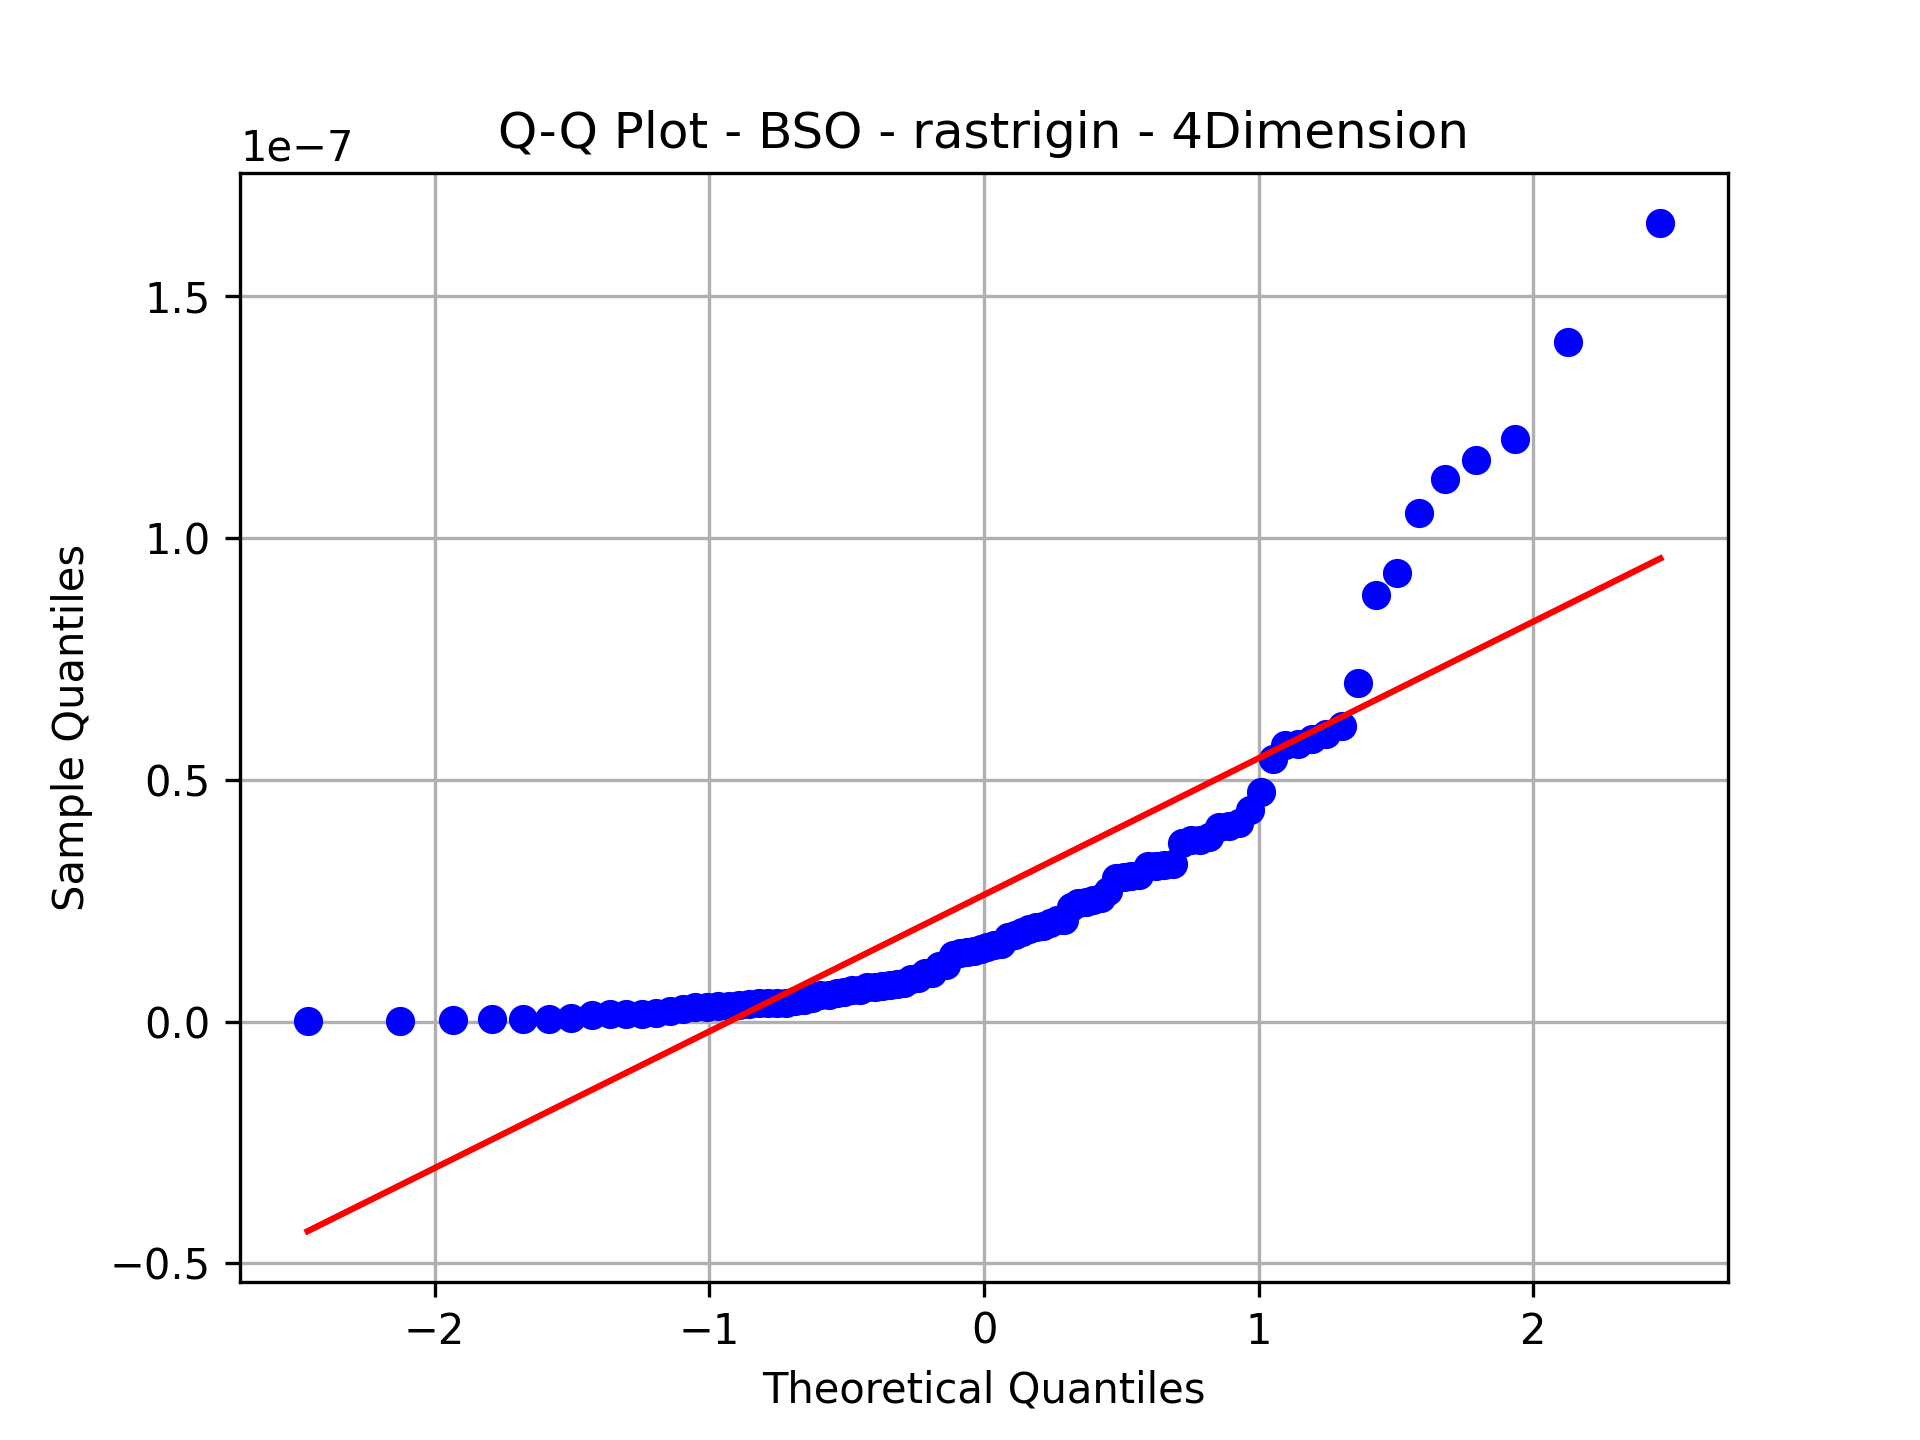 Q-Q Plot - BSO - rastrigin - 4Dimension
1e−7
1.5
1.0
0.5
0.0
−0.5
Sample Quantiles
−2
−1
0
1
2
Theoretical Quantiles